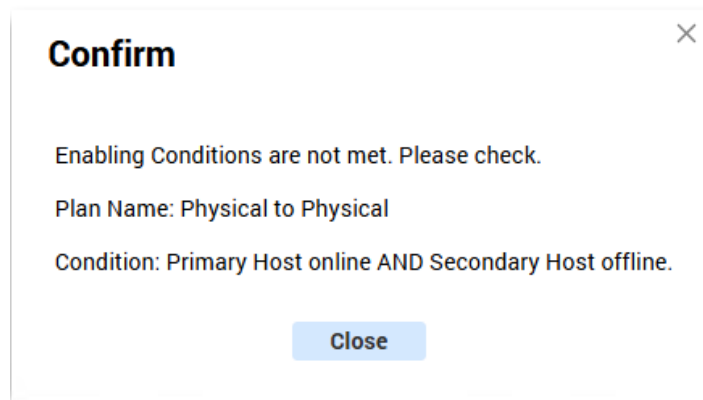 Confirm
Enabling Conditions are not met. Please check.
Plan Name: Physical to Physical
Condition: Primary Host online AND Secondary Host offline.
Close